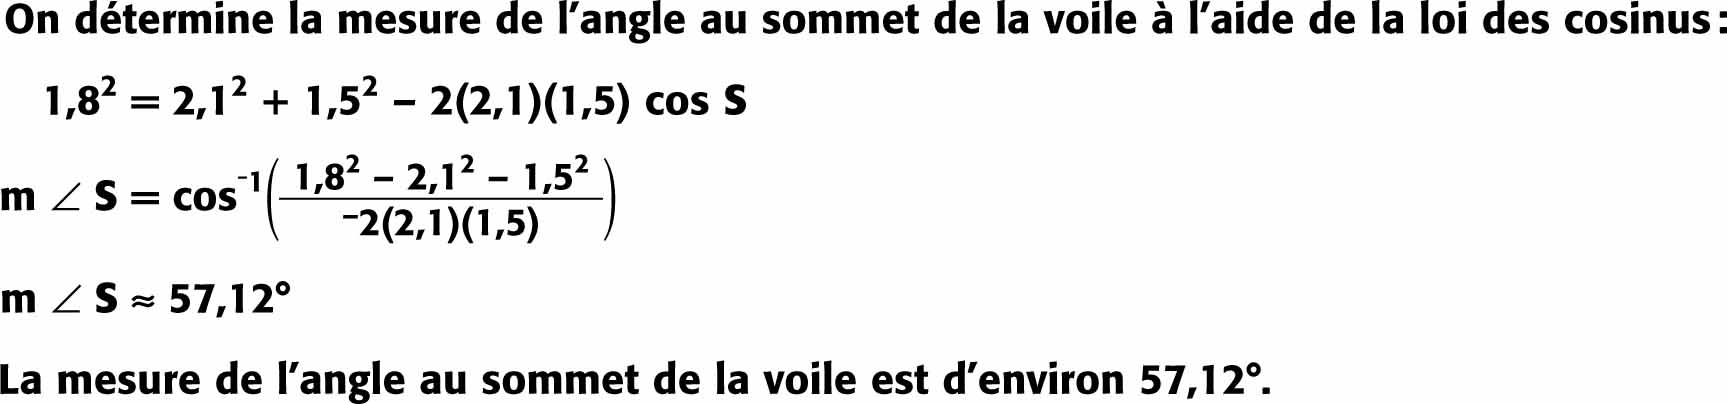 On détermine la mesure de l’angle au sommet de la voile à l’aide de la loi des cosinus :
1,8² = 2,1² + 1,5² – 2(2,1)(1,5) cos S
m ∠ S = cos⁻¹((1,8² – 2,1² – 1,5²)/(⁻2(2,1)(1,5)))
m ∠ S ≈ 57,12°
La mesure de l’angle au sommet de la voile est d’environ 57,12°.